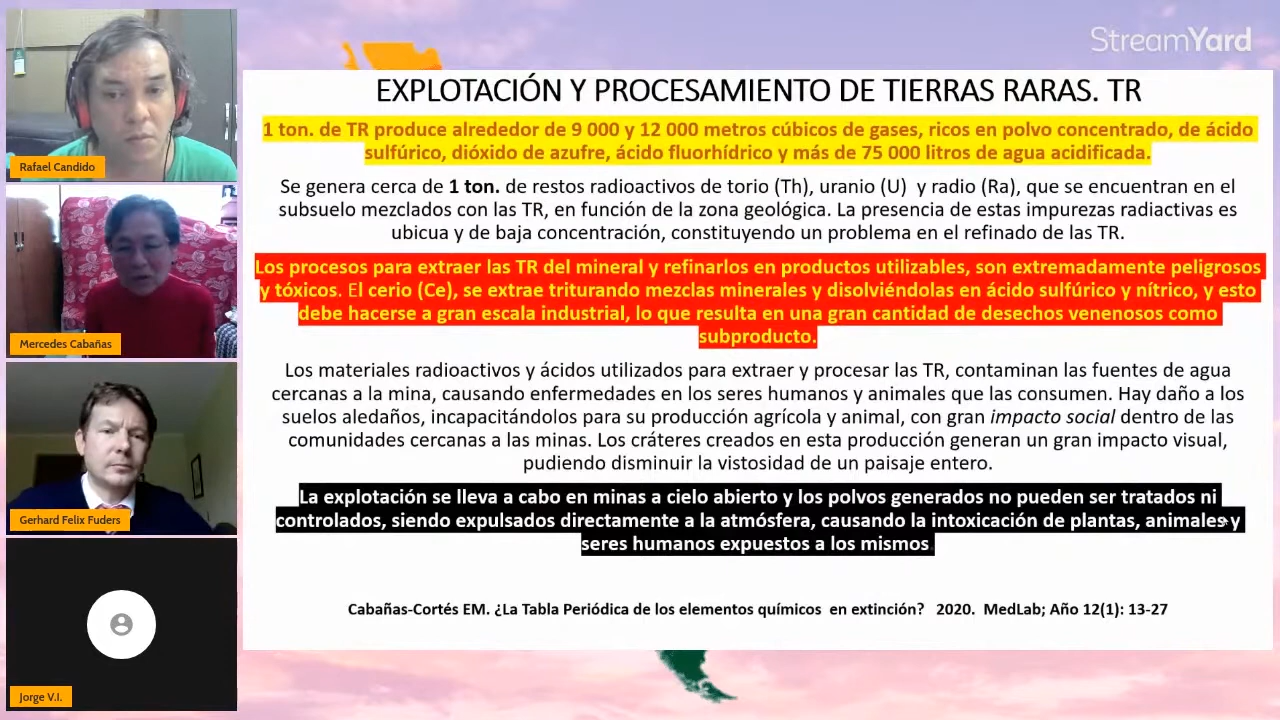 StreamYard
Rafael Candido
Mercedes Cabañas
Gerhard Felix Fuders
Jorge V.I.
EXPLOTACIÓN Y PROCESAMIENTO DE TIERRAS RARAS. TR
1 ton. de TR produce alrededor de 9 000 y 12 000 metros cúbicos de gases, ricos en polvo concentrado, de ácido
sulfúrico, dióxido de azufre, ácido fluorhídrico y más de 75 000 litros de agua acidificada.
Se genera cerca de 1 ton. de restos radioactivos de torio (Th), uranio (U) y radio (Ra), que se encuentran en el
subsuelo mezclados con las TR, en función de la zona geológica. La presencia de estas impurezas radiactivas es
ubicua y de baja concentración, constituyendo un problema en el refinado de las TR.
Los procesos para extraer las TR del mineral y refinarlos en productos utilizables, son extremadamente peligrosos
y tóxicos. El cerio (Ce), se extrae triturando mezclas minerales y disolviéndolas en ácido sulfúrico y nítrico, y esto
debe hacerse a gran escala industrial, lo que resulta en una gran cantidad de desechos venenosos como
subproducto.
Los materiales radioactivos y ácidos utilizados para extraer y procesar las TR, contaminan las fuentes de agua
cercanas a la mina, causando enfermedades en los seres humanos y animales que las consumen. Hay daño a los
suelos aledaños, incapacitándolos para su producción agrícola y animal, con gran impacto social dentro de las
comunidades cercanas a las minas. Los cráteres creados en esta producción generan un gran impacto visual,
pudiendo disminuir la vistosidad de un paisaje entero.
La explotación se lleva a cabo en minas a cielo abierto y los polvos generados no pueden ser tratados ni
controlados, siendo expulsados directamente a la atmósfera, causando la intoxicación de plantas, animales y
seres humanos expuestos a los mismos.
Cabañas-Cortés EM. ¿La Tabla Periódica de los elementos químicos en extinción? 2020. MedLab; Año 12(1): 13-27